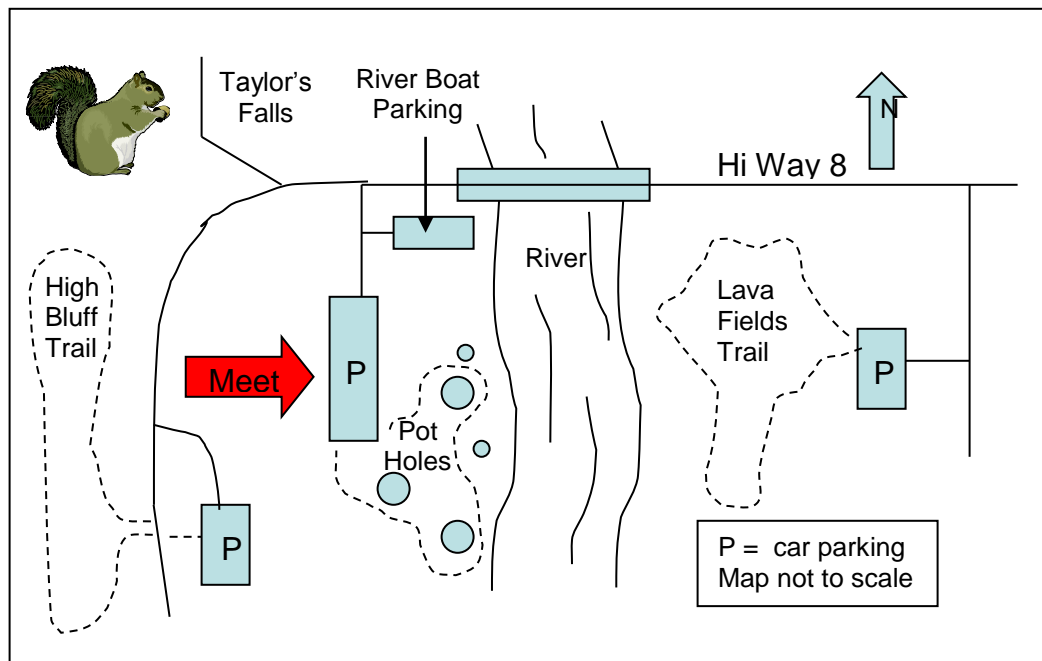 Taylor's
Falls
River Boat
Parking
N
Hi Way 8
High
Bluff
Trail
River
Lava
Fields
Trail
Meet
P
P
Pot
Holes
P
P = car parking
Map not to scale